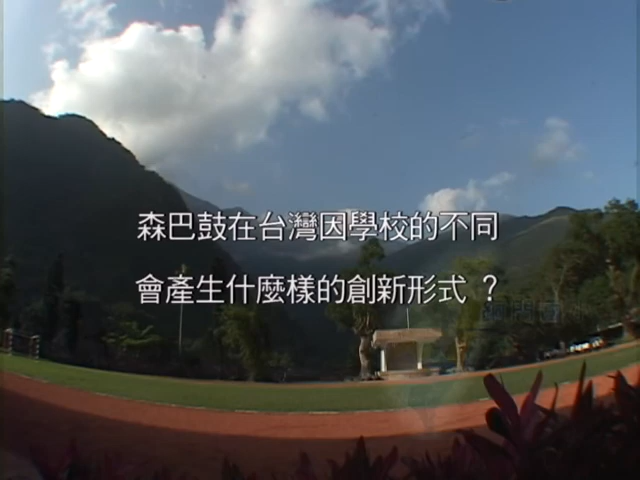 森巴鼓在台灣因學校的不同
會產生什麼樣的創新形式 ？